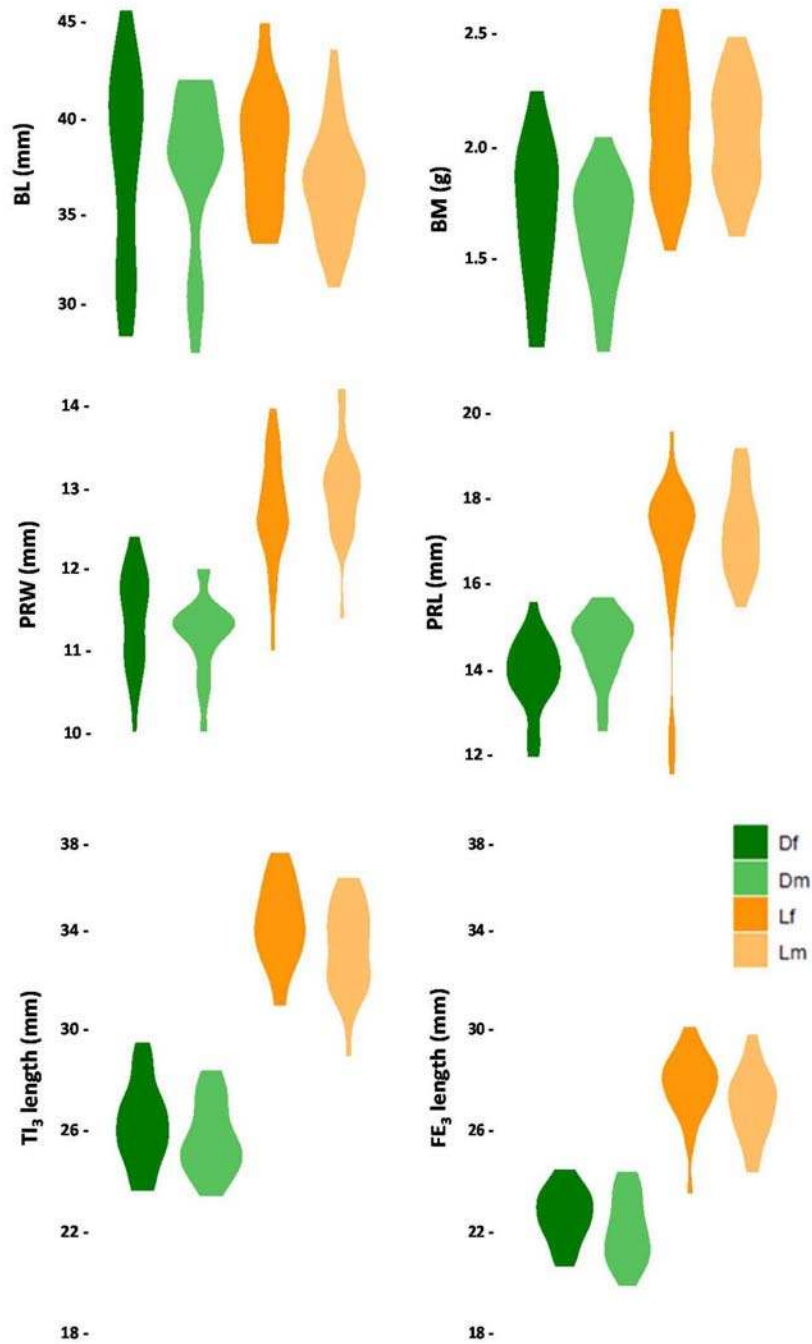 45 -
40 -
35 -
30 -
BL (mm)
2.5 -
2.0 -
1.5 -
BM (g)
14 -
13 -
12 -
11 -
10 -
PRW (mm)
20 -
18 -
16 -
14 -
12 -
PRL (mm)
38 -
34 -
30 -
26 -
22 -
18 -
TI₃ length (mm)
38 -
34 -
30 -
26 -
22 -
18 -
FE₃ length (mm)
Df
Dm
Lf
Lm